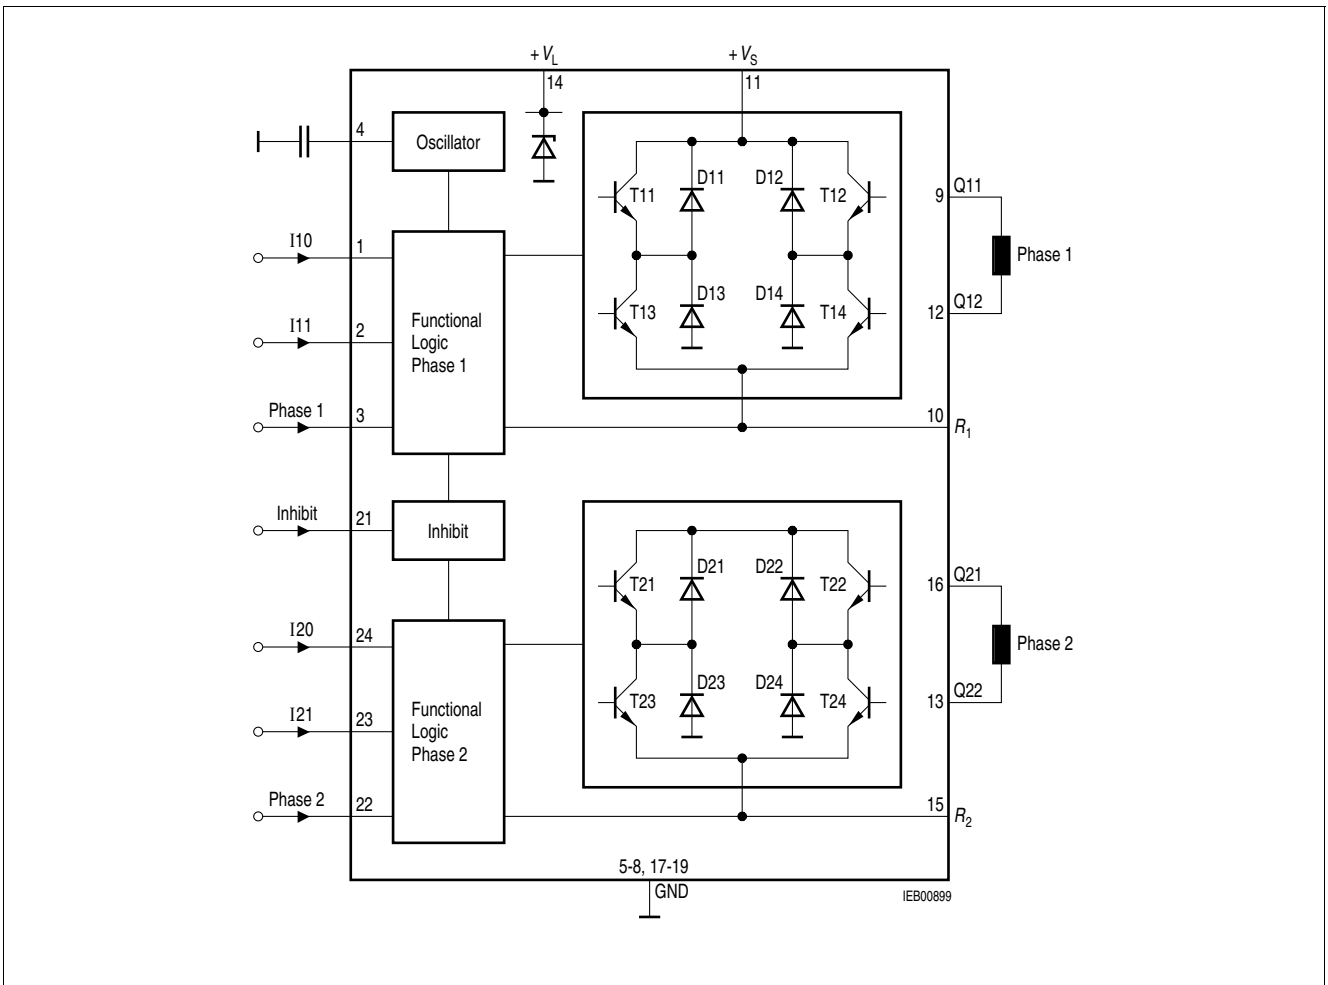 + VL
+ VS
14
11
4
Oscillator
D11
D12
T11
T12
9
Q11
I10
1
Phase 1
D13
D14
T13
T14
12
Q12
I11
2
Functional
Logic
Phase 1
Phase 1
3
10
R1
Inhibit
21
Inhibit
D21
D22
T21
T22
16
Q21
I20
24
Phase 2
D23
D24
T23
T24
13
Q22
I21
23
Functional
Logic
Phase 2
Phase 2
22
15
R2
5-8, 17-19
GND
IEB00899